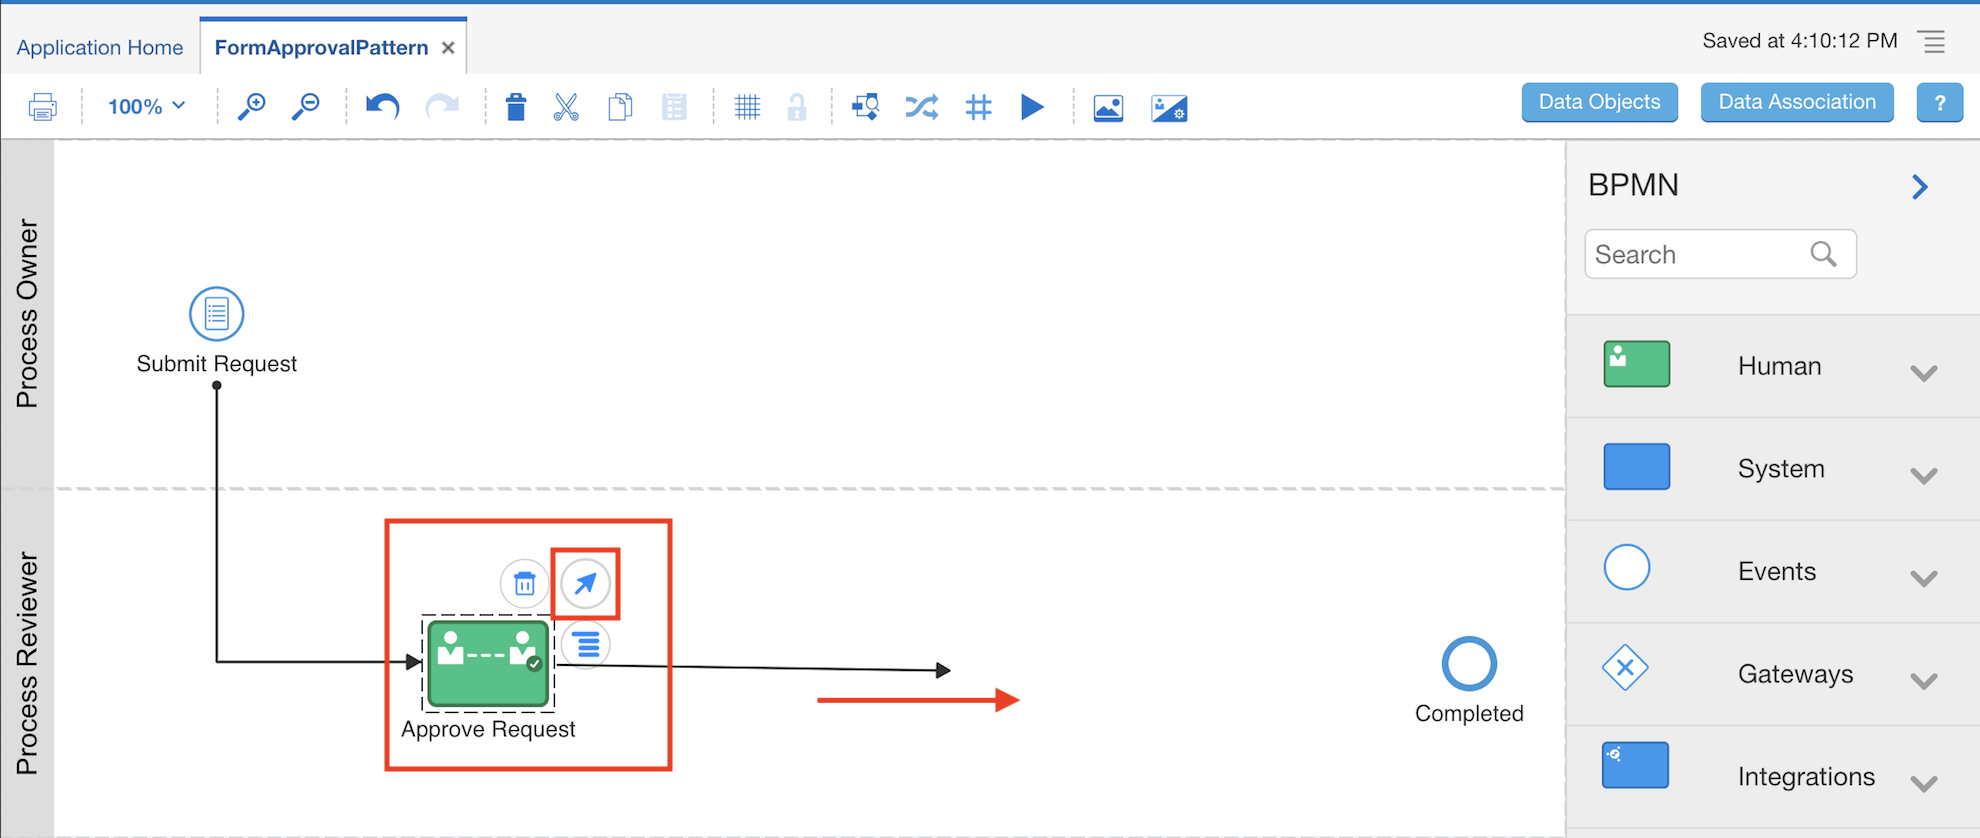 Application Home
FormApprovalPattern
Saved at 4:10:12 PM
100%
Data Objects
Data Association
?
Process Owner
Submit Request
Process Reviewer
Approve Request
Completed
BPMN
Search
Human
System
Events
Gateways
Integrations